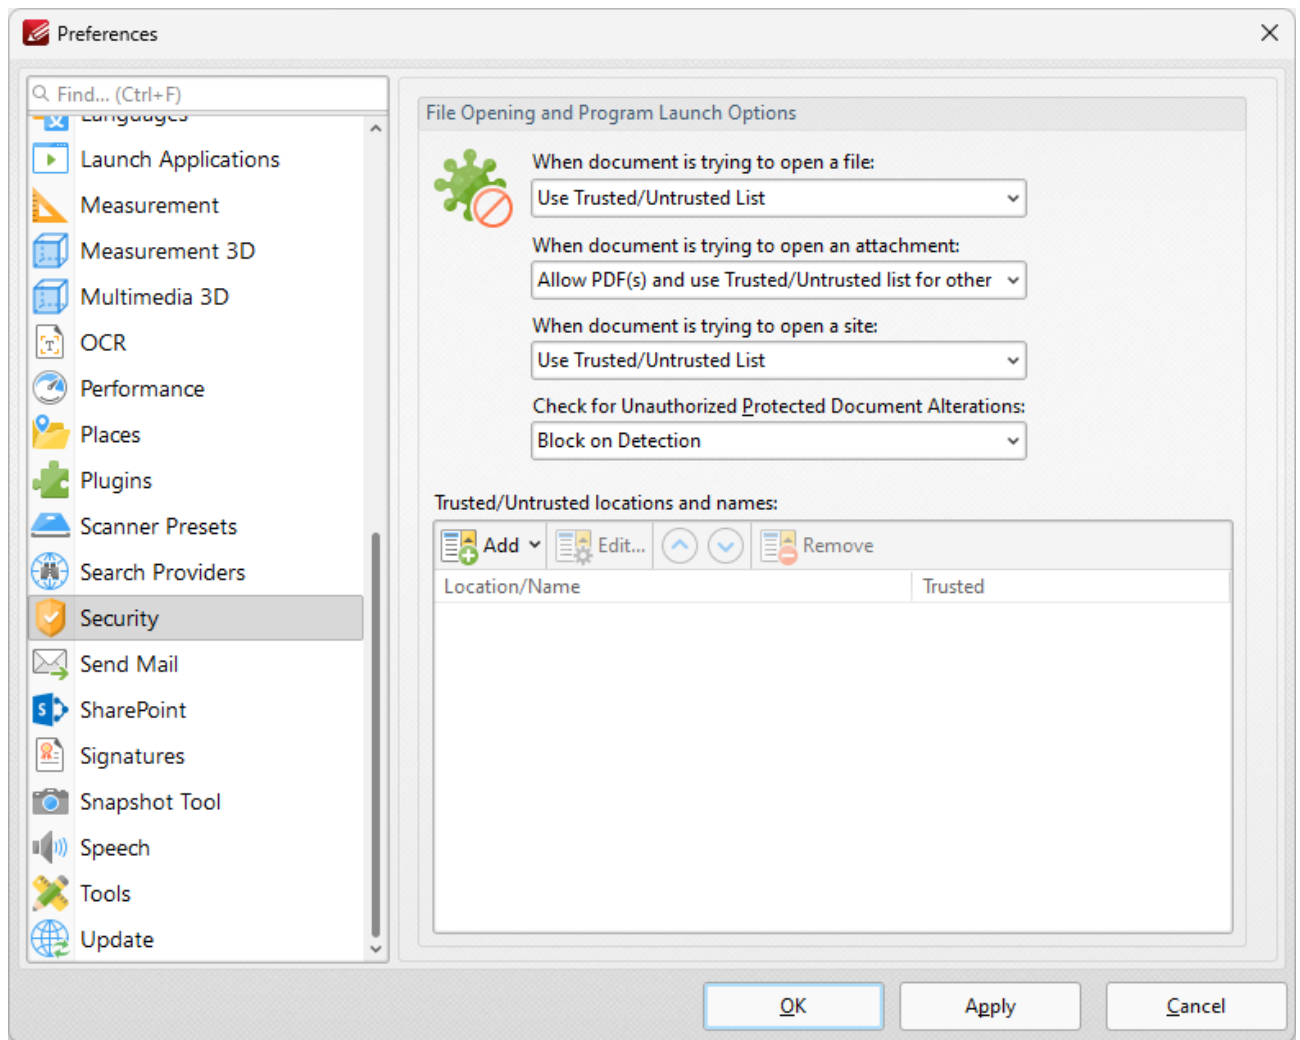 Preferences
Find... (Ctrl+F)
Languages
Launch Applications
Measurement
Measurement 3D
Multimedia 3D
OCR
Performance
Places
Plugins
Scanner Presets
Search Providers
Security
Send Mail
SharePoint
Signatures
Snapshot Tool
Speech
Tools
Update
File Opening and Program Launch Options
When document is trying to open a file:
Use Trusted/Untrusted List
When document is trying to open an attachment:
Allow PDF(s) and use Trusted/Untrusted list for other
When document is trying to open a site:
Use Trusted/Untrusted List
Check for Unauthorized Protected Document Alterations:
Block on Detection
Trusted/Untrusted locations and names:
Add Edit... Remove
Location/Name Trusted
OK Apply Cancel